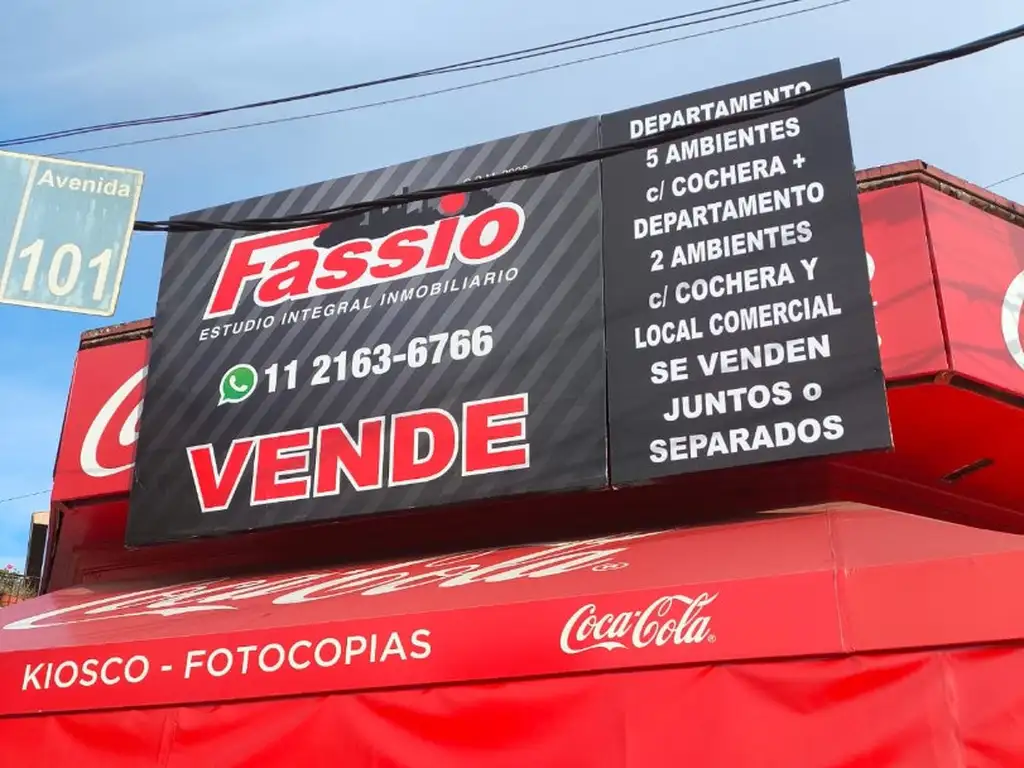 Avenida
101
Fassio
ESTUDIO INTEGRAL INMOBILIARIO
11 2163-6766
VENDE
DEPARTAMENTO
5 AMBIENTES
c/ COCHERA +
DEPARTAMENTO
2 AMBIENTES
c/ COCHERA Y
LOCAL COMERCIAL
SE VENDEN
JUNTOS o
SEPARADOS
Coca-Cola®
KIOSCO - FOTOCOPIAS
Coca-Cola®